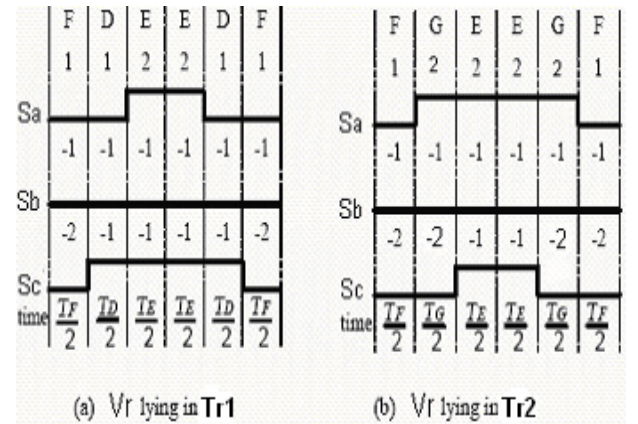 F D E E D F
1 1 2 2 1 1
Sa
-1 -1 -1 -1 -1 -1
Sb
-2 -1 -1 -1 -1 -2
Sc
time TF/2 TD/2 TE/2 TE/2 TD/2 TF/2
(a) Vr lying in Tr1
F G E E G F
1 2 2 2 2 1
Sa
-1 -1 -1 -1 -1 -1
Sb
-2 -2 -1 -1 -2 -2
Sc
time TF/2 TG/2 TE/2 TE/2 TG/2 TF/2
(b) Vr lying in Tr2